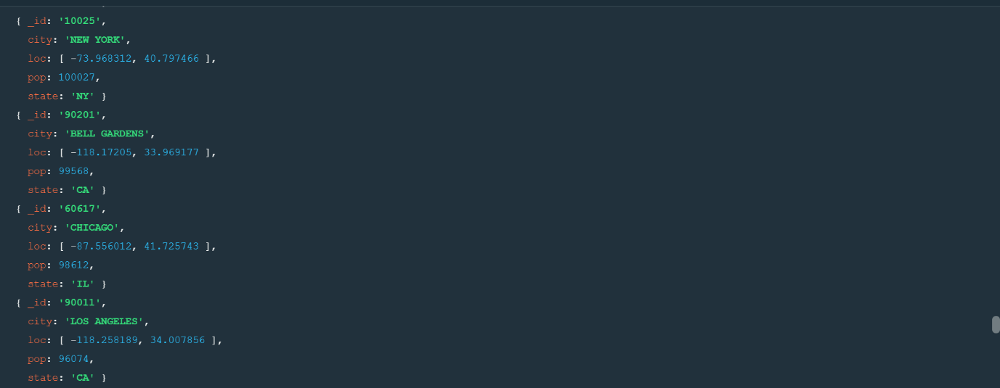 { _id: '10025',
city: 'NEW YORK',
loc: [ -73.968312, 40.797466 ],
pop: 100027,
state: 'NY' }
{ _id: '90201',
city: 'BELL GARDENS',
loc: [ -118.17205, 33.969177 ],
pop: 99568,
state: 'CA' }
{ _id: '60617',
city: 'CHICAGO',
loc: [ -87.556012, 41.725743 ],
pop: 98612,
state: 'IL' }
{ _id: '90011',
city: 'LOS ANGELES',
loc: [ -118.258189, 34.007856 ],
pop: 96074,
state: 'CA' }